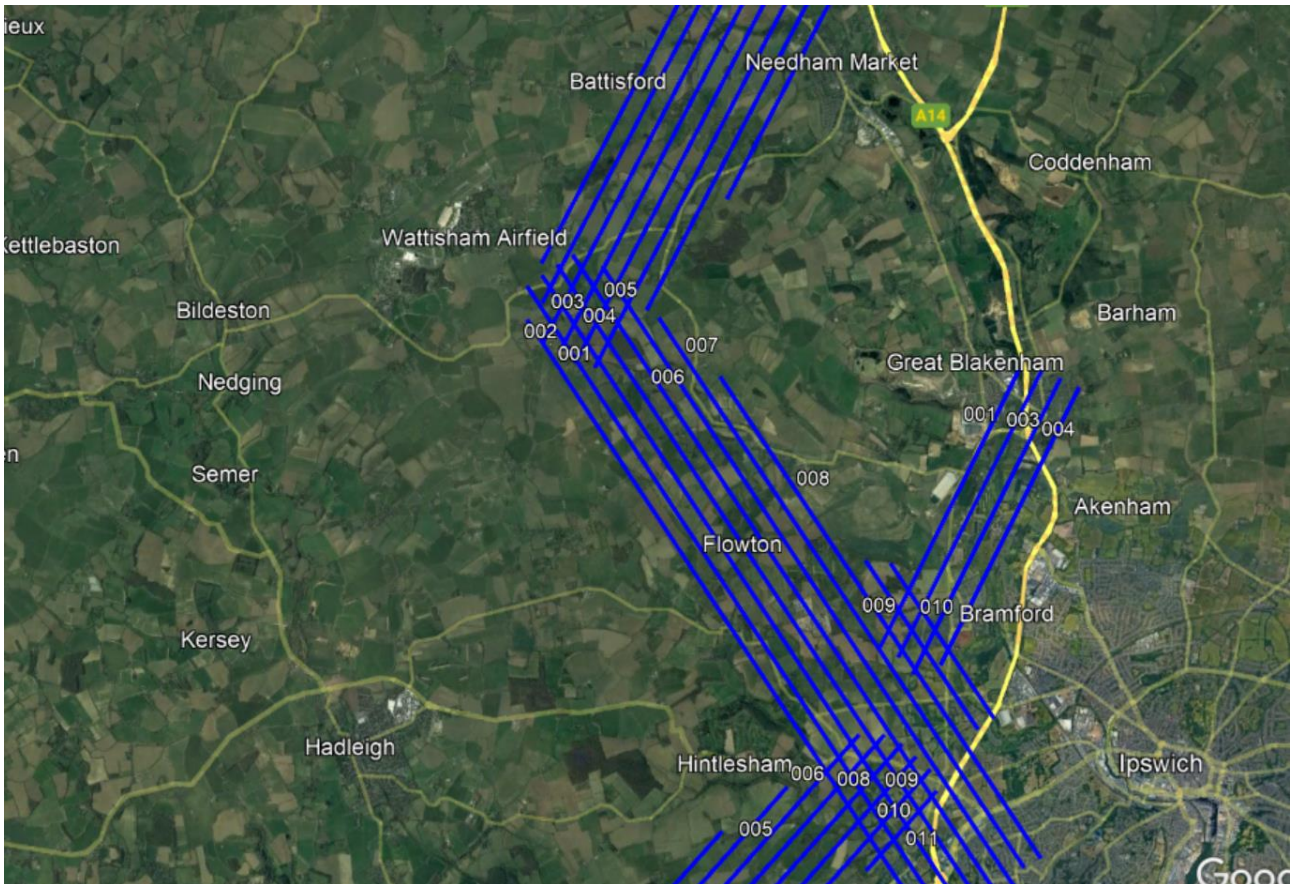 ieux
Needham Market
Battisford
A14
Coddenham
Wattisham Airfield
Kettlebaston
005
003
Bildeston
004
Barham
002
007
001
Great Blakenham
006
Nedging
001
003
004
en
Semer
008
Akenham
Flowton
009
010
Bramford
Kersey
Hadleigh
Hintlesham
006
008
009
Ipswich
010
005
011
Goog